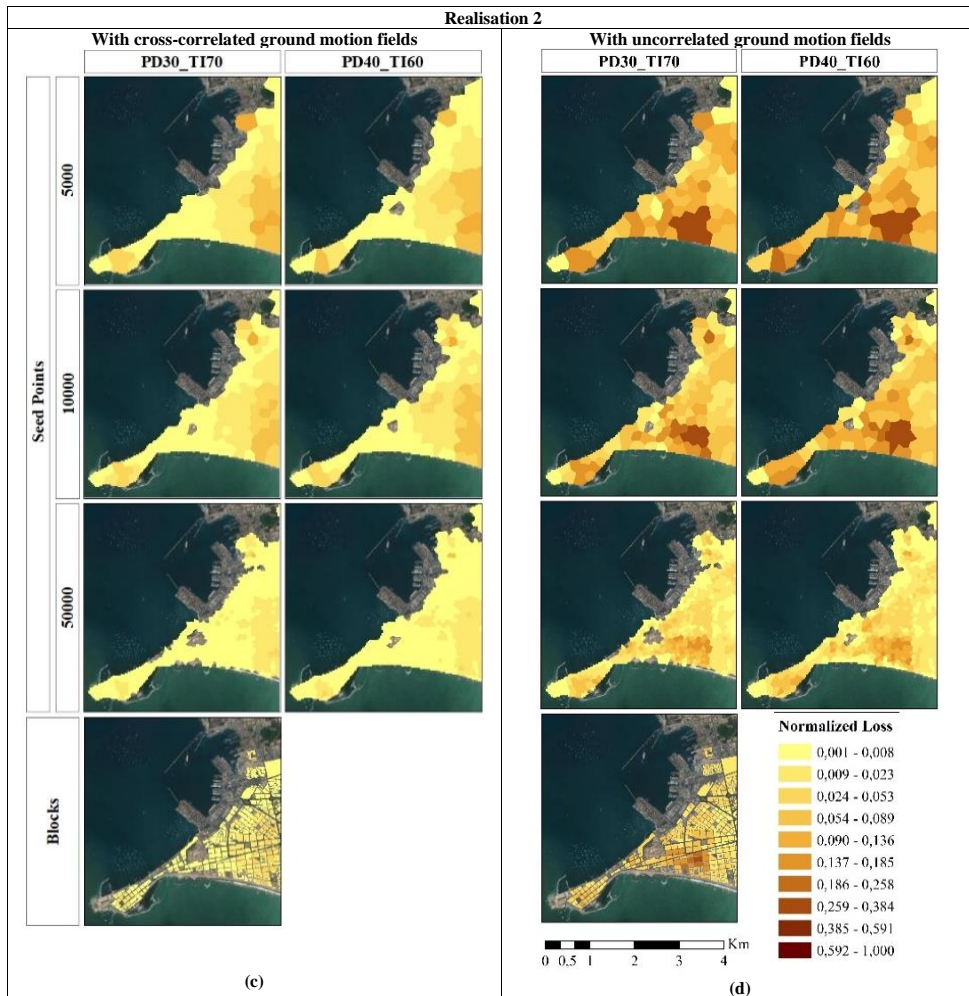 Realisation 2
With cross-correlated ground motion fields
PD30_TI70
PD40_TI60
Seed Points
5000
10000
50000
Blocks
(c)
With uncorrelated ground motion fields
PD30_TI70
PD40_TI60
Normalized Loss
0,001 - 0,008
0,009 - 0,023
0,024 - 0,053
0,054 - 0,089
0,090 - 0,136
0,137 - 0,185
0,186 - 0,258
0,259 - 0,384
0,385 - 0,591
0,592 - 1,000
Km
0 0,5 1 2 3 4
(d)